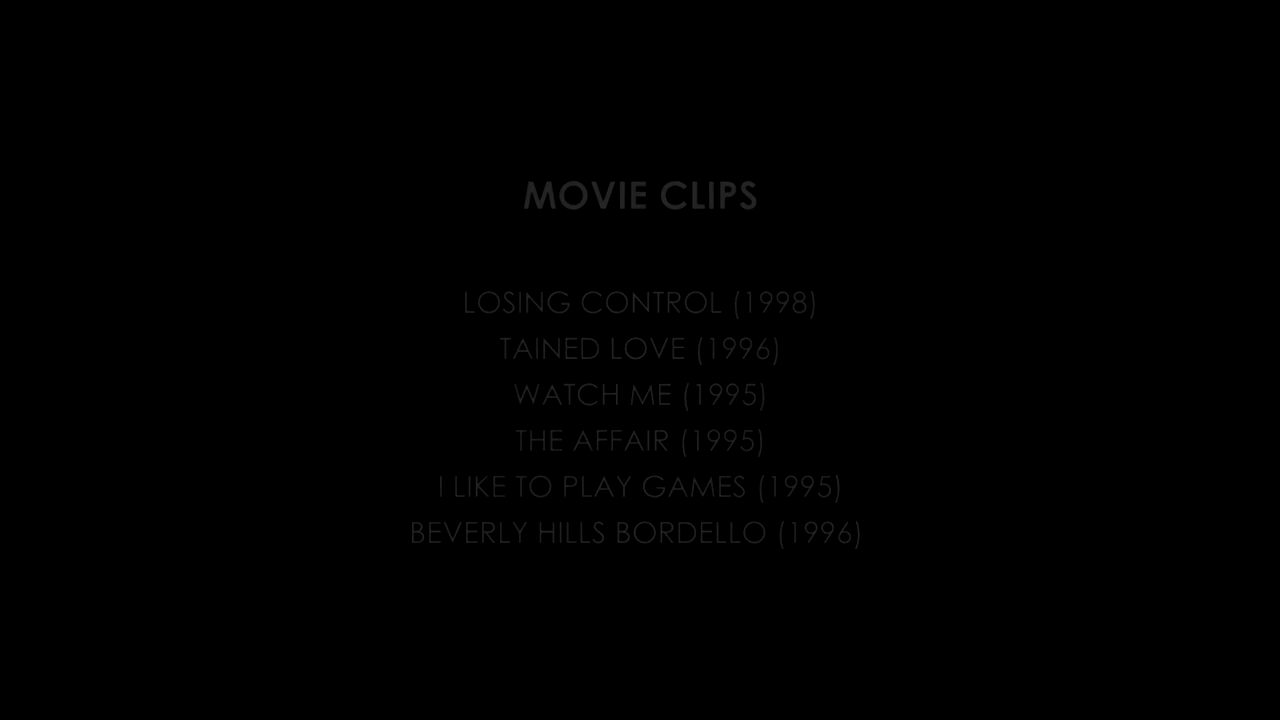 MOVIE CLIPS
LOSING CONTROL (1998)
TAINED LOVE (1996)
WATCH ME (1995)
THE AFFAIR (1995)
I LIKE TO PLAY GAMES (1995)
BEVERLY HILLS BORDELLO (1996)